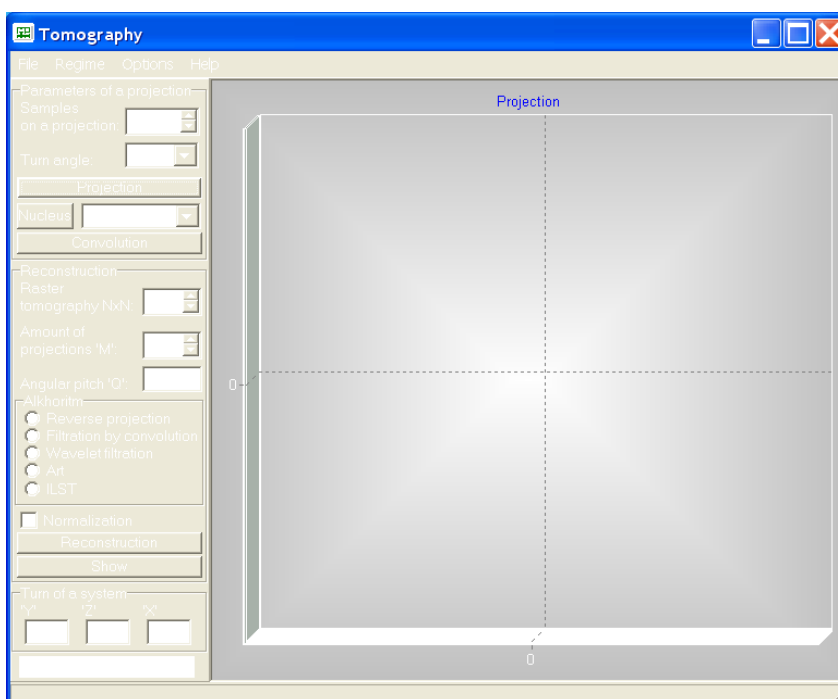 Tomography
File Regime Options Help
Parameters of a projection
Samples
on a projection:
Turn angle:
Projection
Nucleus
Convolution
Reconstruction
Raster
tomography NxN:
Amount of
projections 'M':
Angular pitch 'O':
Alkhoritm
Reverse projection
Filtration by convolution
Wavelet filtration
Art
ILST
Normalization
Reconstruction
Show
Turn of a system
'Y' 'Z' 'X'
Projection
0
0